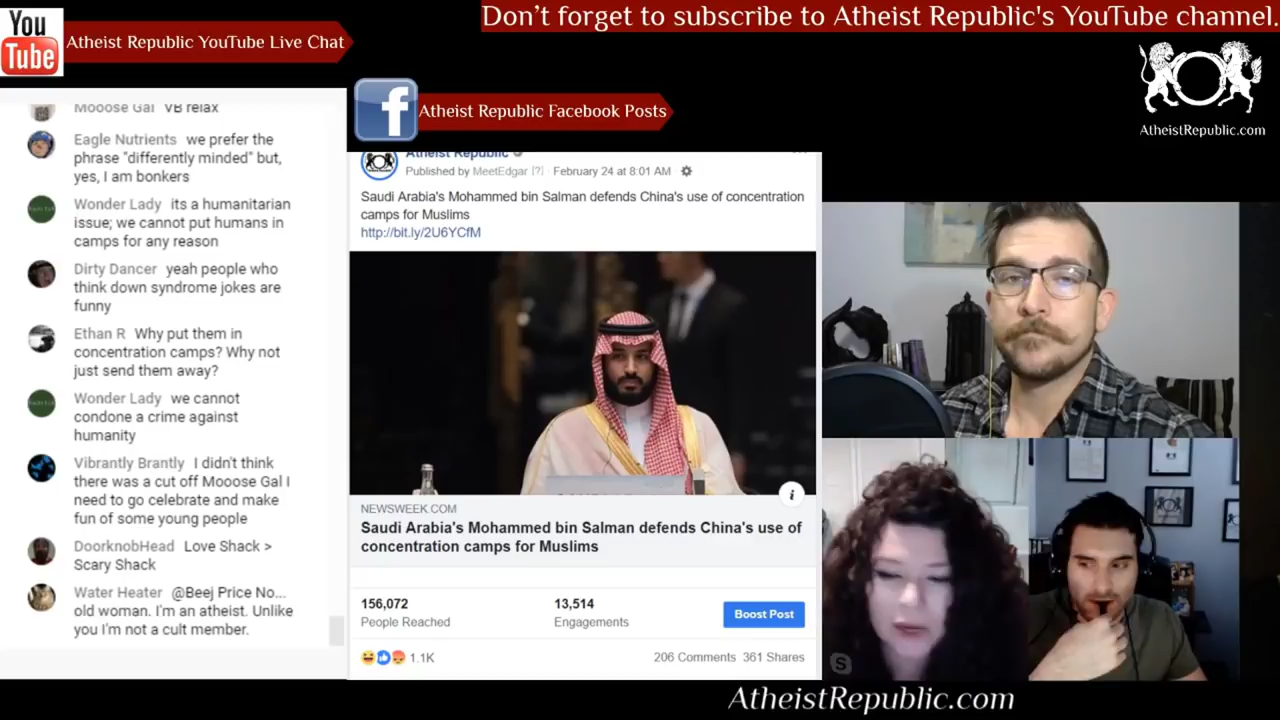 Don't forget to subscribe to Atheist Republic's YouTube channel.
You
Tube
Atheist Republic YouTube Live Chat
AtheistRepublic.com
f
Atheist Republic Facebook Posts
Mooose Gal VB relax
Eagle Nutrients we prefer the
phrase "differently minded" but,
yes, I am bonkers
Wonder Lady its a humanitarian
issue; we cannot put humans in
camps for any reason
Dirty Dancer yeah people who
think down syndrome jokes are
funny
Ethan R Why put them in
concentration camps? Why not
just send them away?
Wonder Lady we cannot
condone a crime against
humanity
Vibrantly Brantly I didn't think
there was a cut off Mooose Gal I
need to go celebrate and make
fun of some young people
DoorknobHead Love Shack >
Scary Shack
Water Heater @Beej Price No...
old woman. I'm an atheist. Unlike
you I'm not a cult member.
Atheist Republic
Published by MeetEdgar [?] · February 24 at 8:01 AM
Saudi Arabia's Mohammed bin Salman defends China's use of concentration
camps for Muslims
http://bit.ly/2U6YCfM
i
NEWSWEEK.COM
Saudi Arabia's Mohammed bin Salman defends China's use of
concentration camps for Muslims
156,072
People Reached
13,514
Engagements
Boost Post
1.1K
206 Comments 361 Shares
S
AtheistRepublic.com